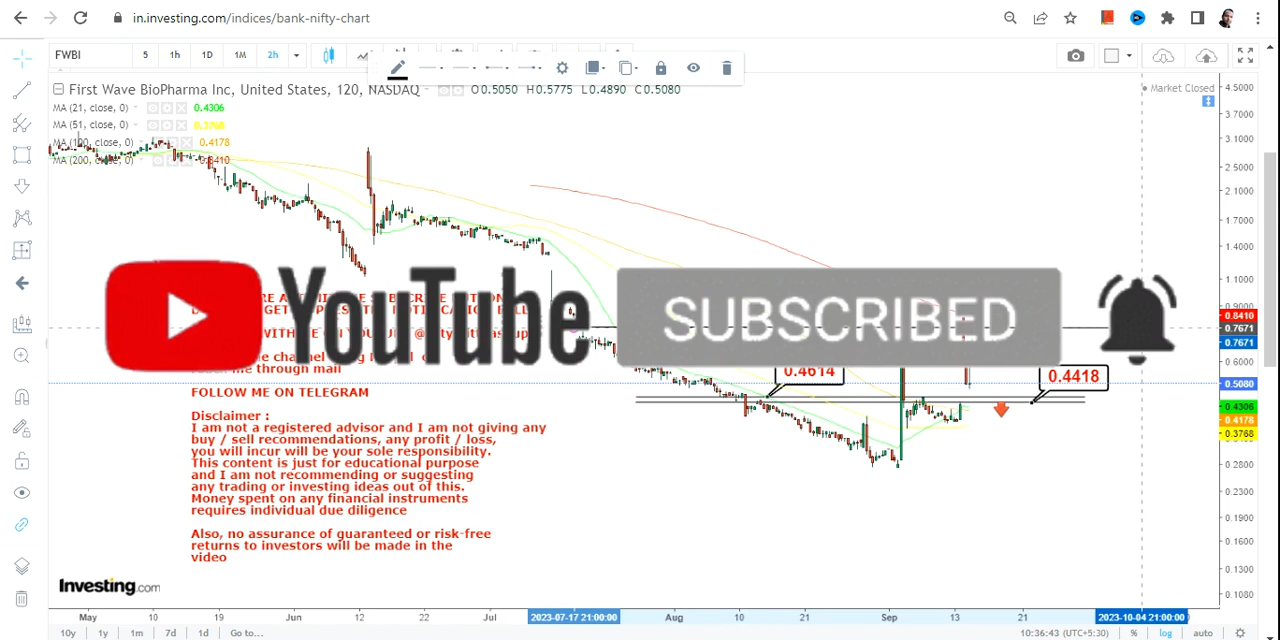 in.investing.com/indices/bank-nifty-chart
FWBI
5 1h 1D 1M 2h
First Wave BioPharma Inc, United States, 120, NASDAQ O0.5050 H0.5775 L0.4890 C0.5080
Market Closed
MA (21, close, 0) 0.4306
MA (51, close, 0) 0.3768
MA (100, close, 0) 0.4178
MA (200, close, 0) 0.8410
4.5000
3.7000
3.1000
2.5000
2.1000
1.7000
1.4000
1.1000
0.9000
0.8410
0.7671
0.7671
0.6000
0.5080
0.4306
0.4178
0.3768
0.2800
0.2300
0.1900
0.1600
0.1300
0.1080
YouTube
SUBSCRIBED
0.4614
0.4418
me through mail
FOLLOW ME ON TELEGRAM
Disclaimer :
I am not a registered advisor and I am not giving any
buy / sell recommendations, any profit / loss,
you will incur will be your sole responsibility.
This content is just for educational purpose
and I am not recommending or suggesting
any trading or investing ideas out of this.
Money spent on any financial instruments
requires individual due diligence
Also, no assurance of guaranteed or risk-free
returns to investors will be made in the
video
Investing.com
May 10 19 Jun 12 22 Jul 2023-07-17 21:00:00 Aug 10 21 Sep 13 21 2023-10-04 21:00:00
10y 1y 1m 7d 1d Go to... 10:36:43 (UTC+5:30) % log auto